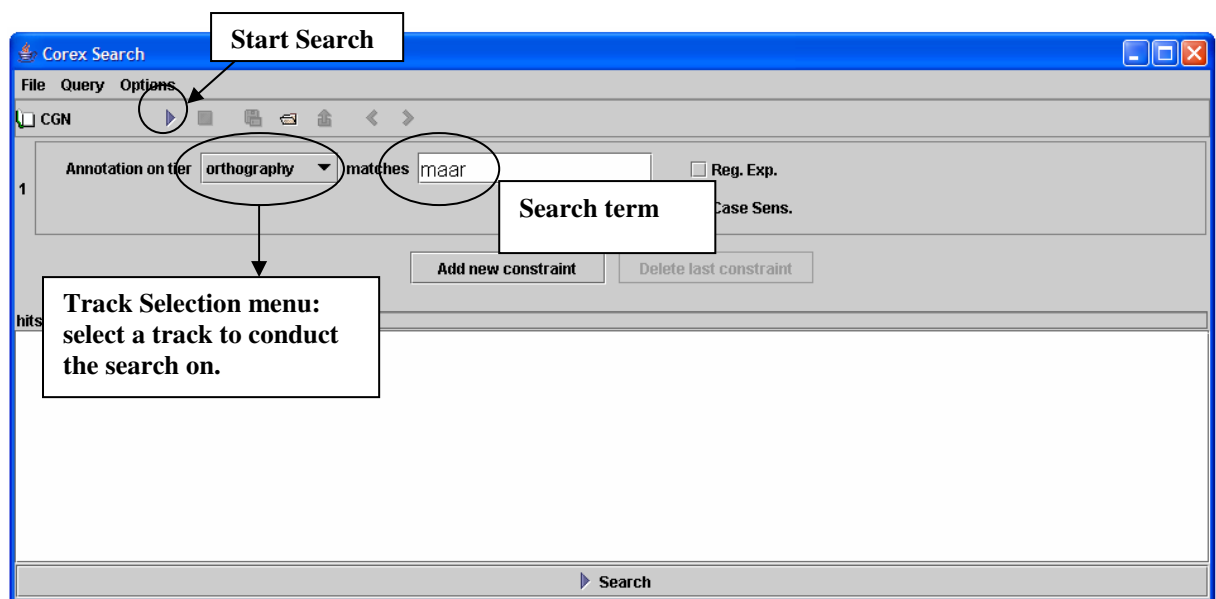 Start Search
Corex Search
File Query Options
CGN
Annotation on tier orthography matches maar Reg. Exp.
1
Search term
Case Sens.
Add new constraint Delete last constraint
Track Selection menu:
select a track to conduct
the search on.
hits
Search